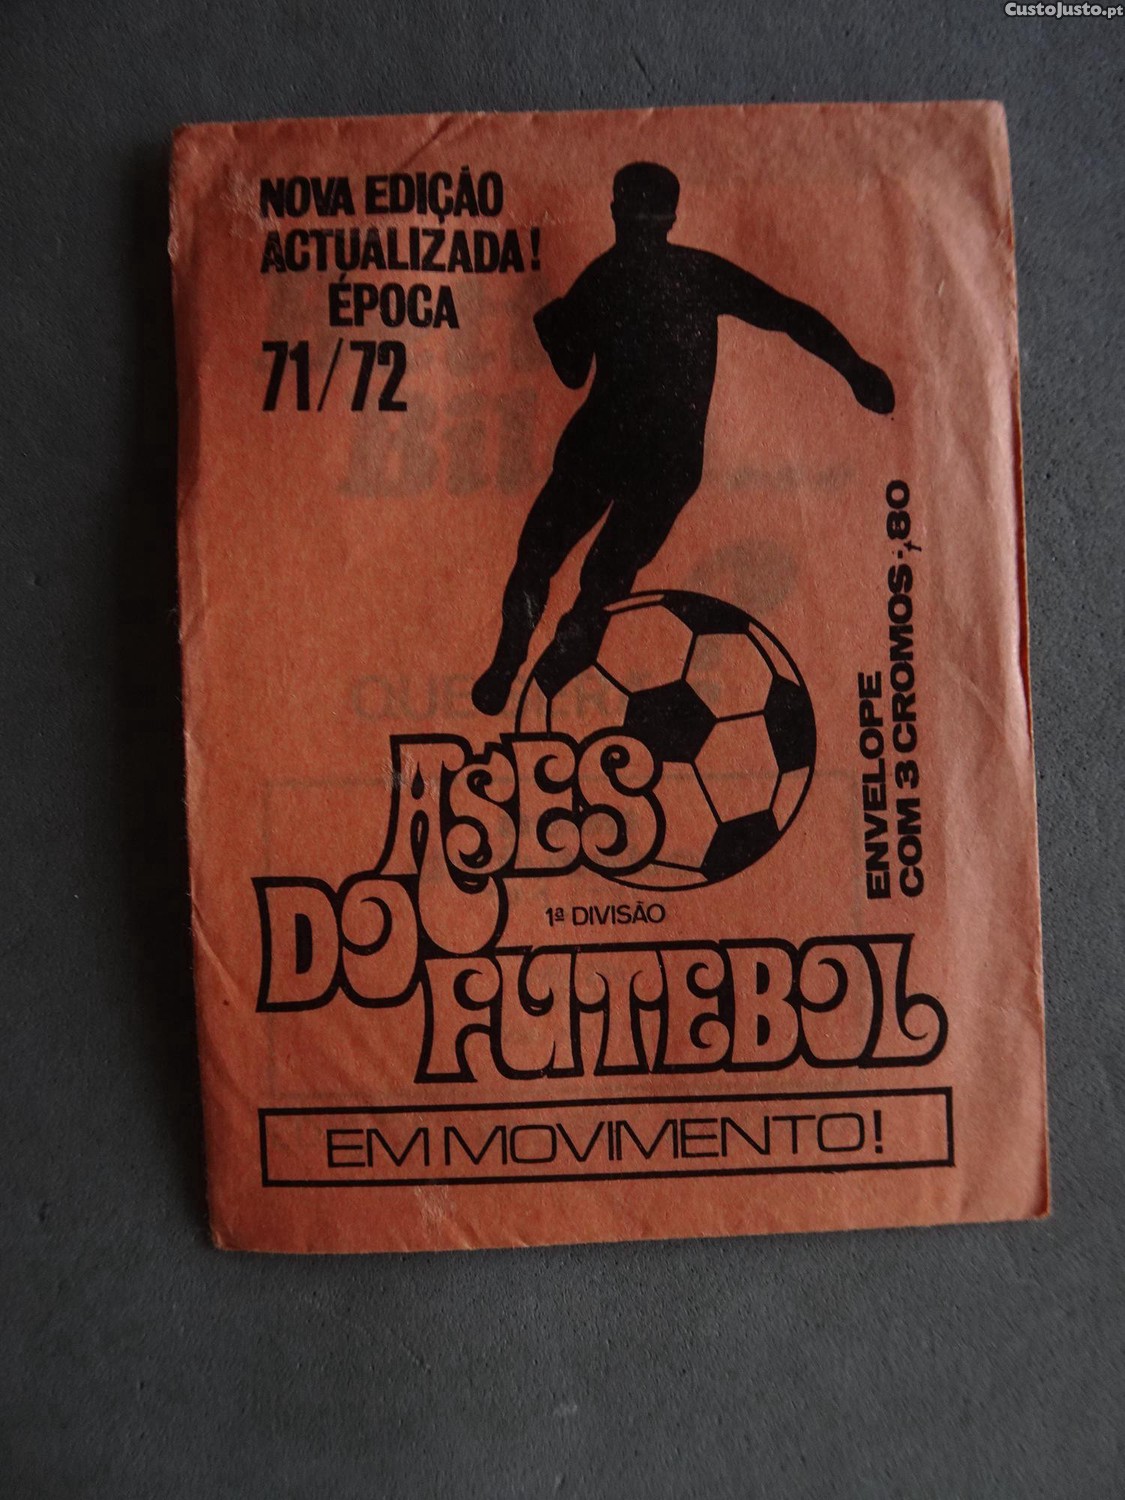 CustoJusto.pt
NOVA EDIÇÃO
ACTUALIZADA!
ÉPOCA
71/72
ENVELOPE
COM 3 CROMOS-,80
ASES
DO
1ª DIVISÃO
FUTEBOL
EM MOVIMENTO!